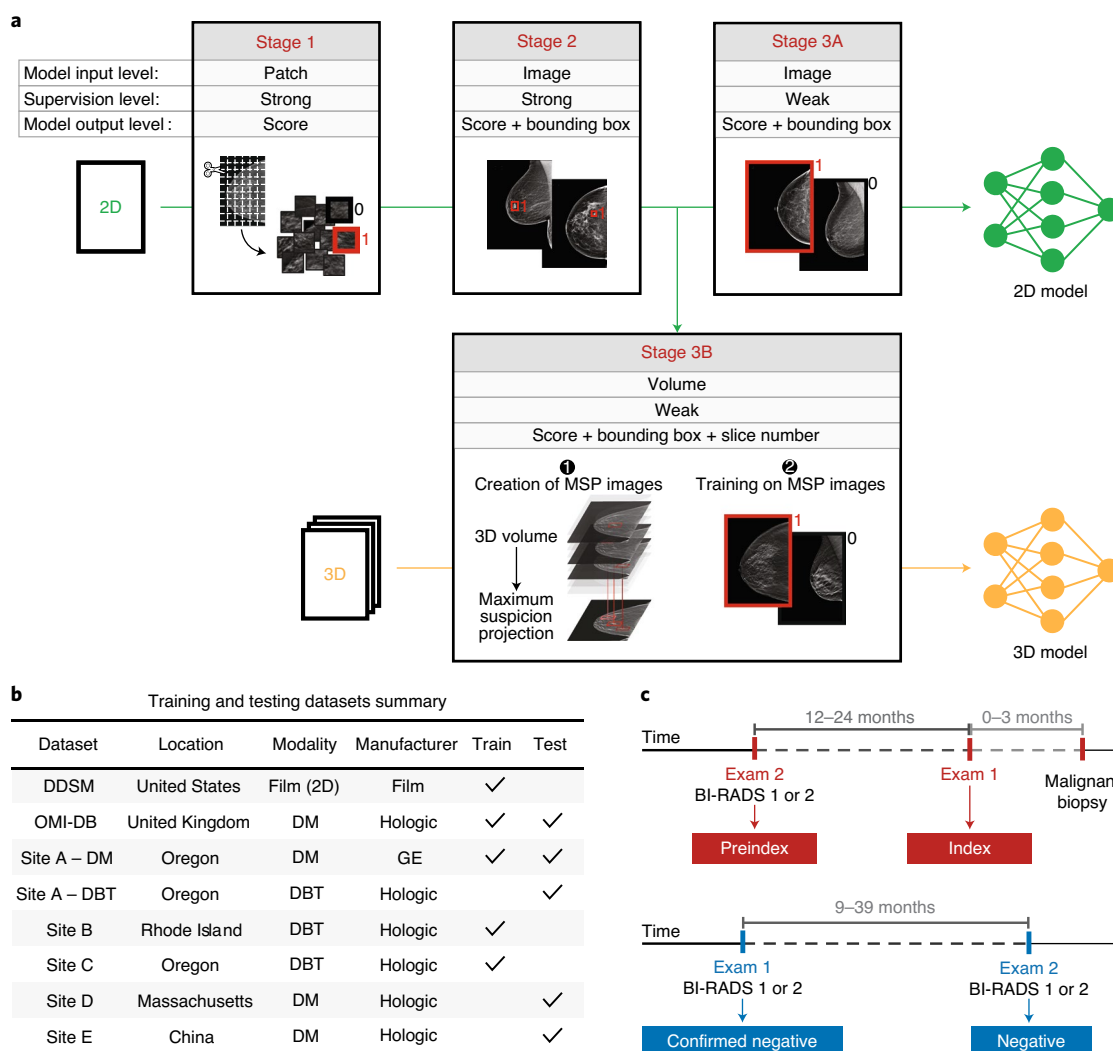 a
Stage 1
Stage 2
Stage 3A
Model input level: Patch Image Image
Supervision level: Strong Strong Weak
Model output level: Score Score + bounding box Score + bounding box
2D
0
1
1
1
1
0
2D model
Stage 3B
Volume
Weak
Score + bounding box + slice number
1 2
Creation of MSP images Training on MSP images
3D volume
Maximum
suspicion
projection
1
0
3D
3D model
b
Training and testing datasets summary
Dataset Location Modality Manufacturer Train Test
DDSM United States Film (2D) Film ✓
OMI-DB United Kingdom DM Hologic ✓ ✓
Site A – DM Oregon DM GE ✓ ✓
Site A – DBT Oregon DBT Hologic ✓
Site B Rhode Island DBT Hologic ✓
Site C Oregon DBT Hologic ✓
Site D Massachusetts DM Hologic ✓
Site E China DM Hologic ✓
c
12–24 months 0–3 months
Time
Exam 2 Exam 1 Malignan
BI-RADS 1 or 2 biopsy
Preindex Index
9–39 months
Time
Exam 1 Exam 2
BI-RADS 1 or 2 BI-RADS 1 or 2
Confirmed negative Negative